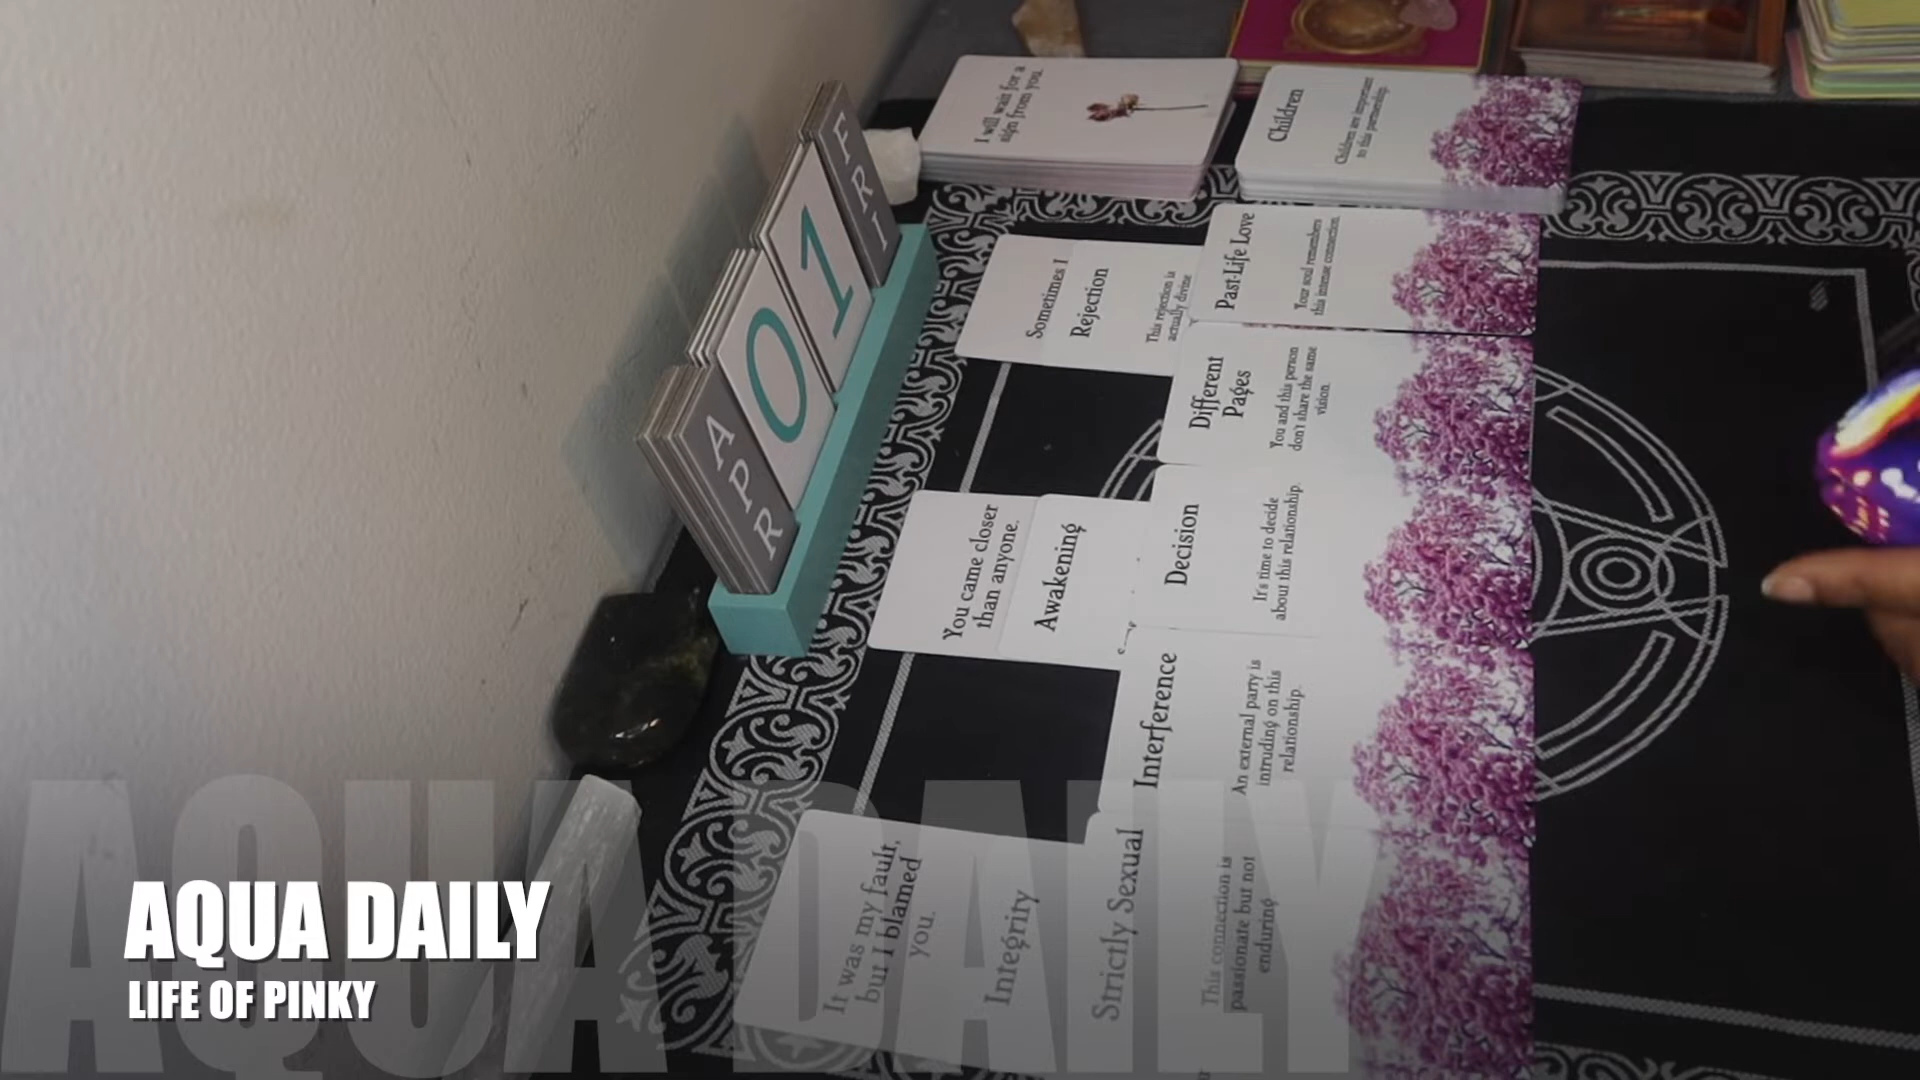 FRI
01
APR
I will wait for a
sign from you.
Children
Children are important
to this partnership.
Sometimes I
Rejection
This rejection is
actually divine
Past-Life Love
Your soul remembers
this intense connection.
Different
Pages
You and this person
don't share the same
vision.
You came closer
than anyone.
Awakening
Decision
It's time to decide
about this relationship.
Interference
An external party is
intruding on this
relationship.
It was my fault,
but I blamed
you.
Integrity
Strictly Sexual
This connection is
passionate but not
enduring
AQUA DAILY
AQUA DAILY
LIFE OF PINKY